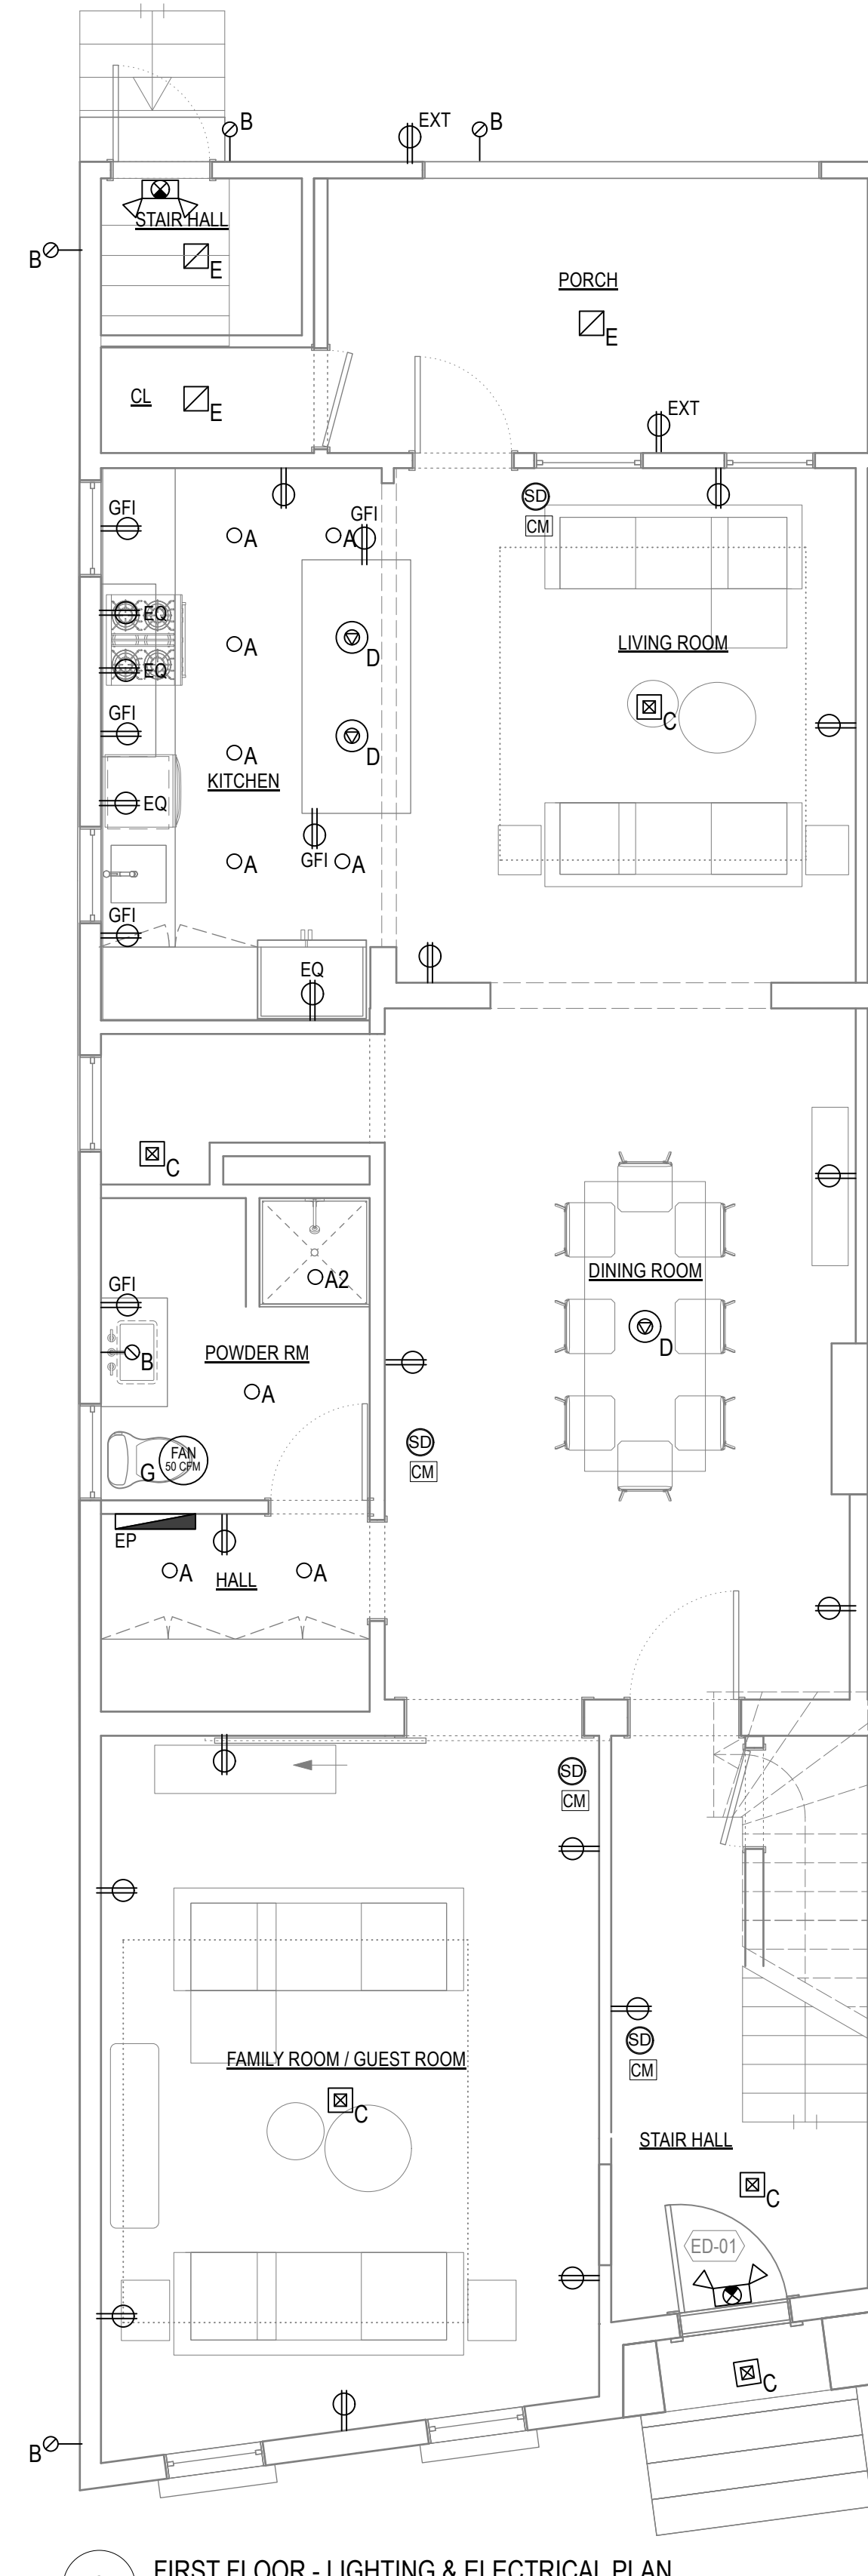 B
EXT
B
STAIR HALL
B
E
PORCH
E
CL
E
EXT
GFI
SD
CM
GFI
A
A
EQ
A
D
LIVING ROOM
EQ
C
GFI
A
D
KITCHEN
EQ
A
GFI
A
GFI
EQ
C
DINING ROOM
A2
GFI
D
B
POWDER RM
A
SD
CM
FAN
50 CFM
G
EP
A
HALL
A
SD
CM
SD
CM
FAMILY ROOM / GUEST ROOM
C
STAIR HALL
C
ED-01
C
B
FIRST FLOOR - LIGHTING & ELECTRICAL PLAN